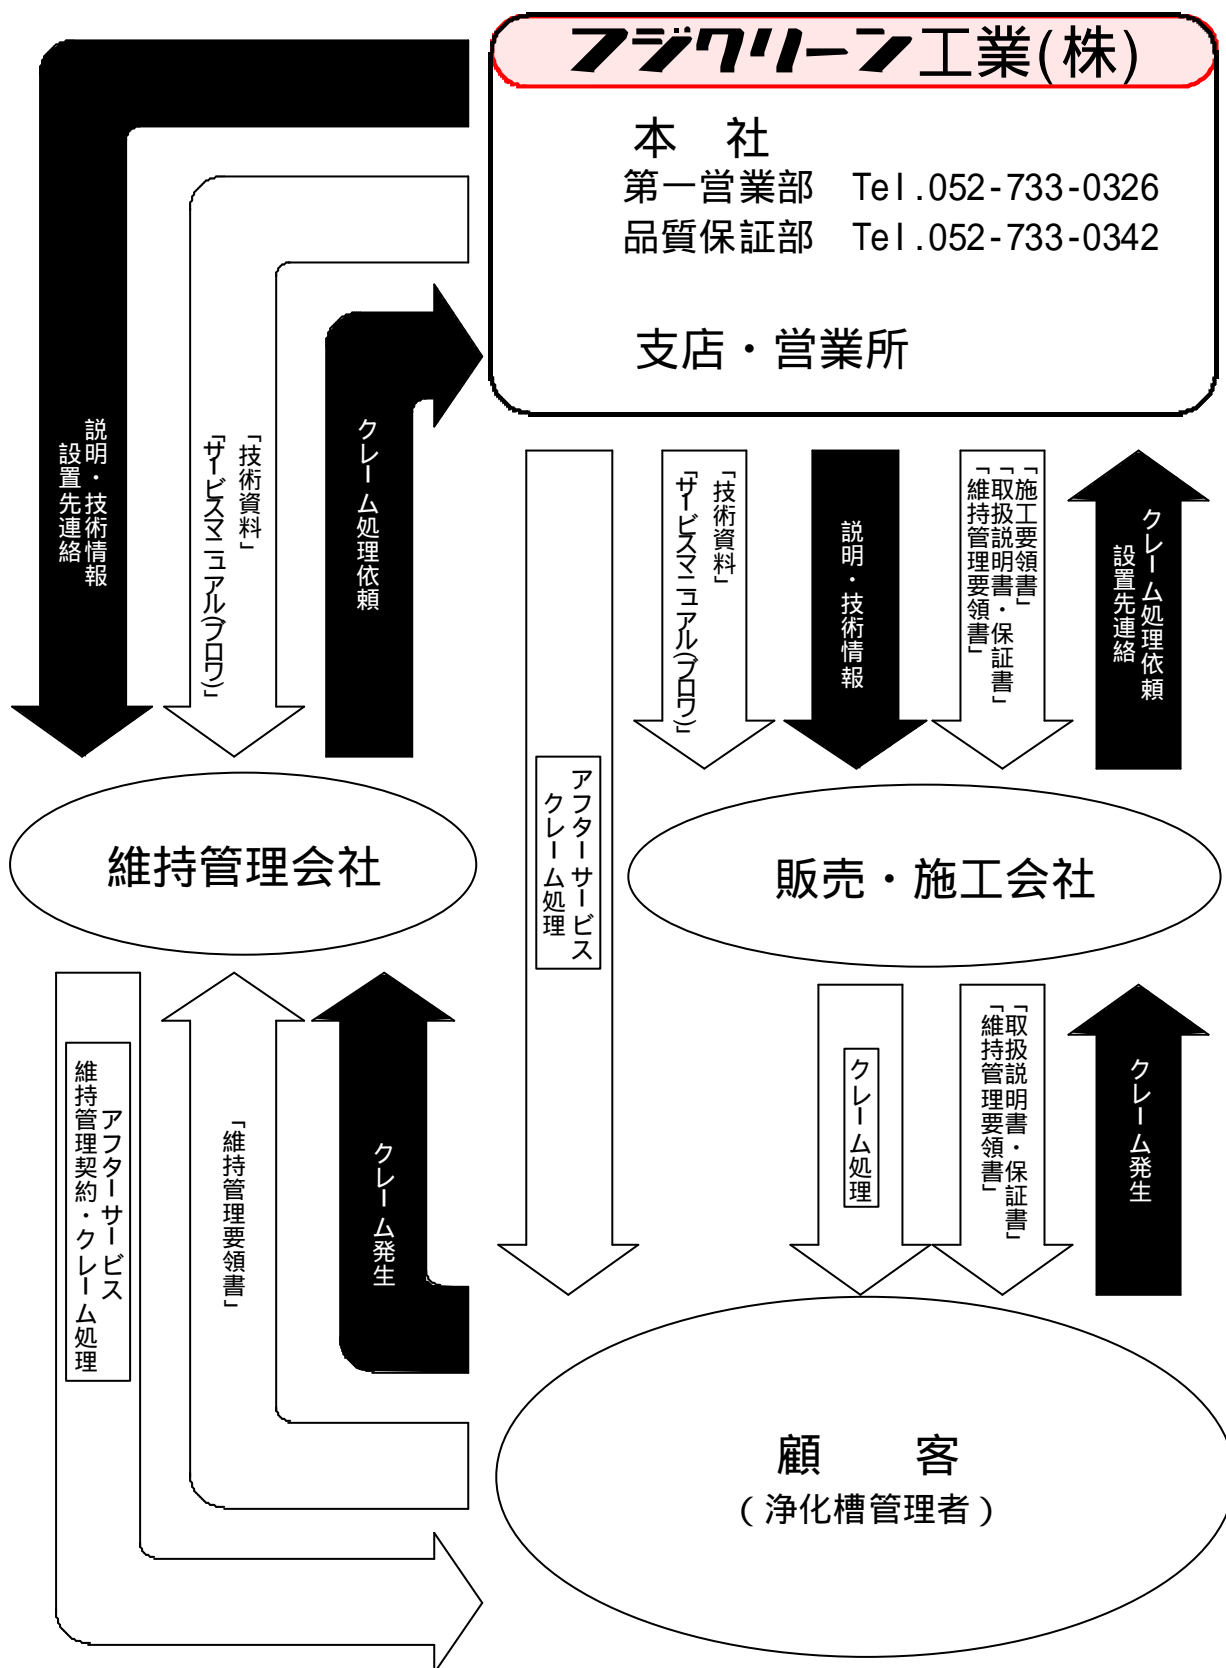 フジクリーン工業(株)
本　社
第一営業部　Tel.052-733-0326
品質保証部　Tel.052-733-0342
支店・営業所
説明・技術情報
設置先連絡
「技術資料」
「サービスマニュアル(ブロワ)」
クレーム処理依頼
アフターサービス
クレーム処理
「技術資料」
「サービスマニュアル(ブロワ)」
説明・技術情報
「施工要領書」
「取扱説明書・保証書」
「維持管理要領書」
クレーム処理依頼
設置先連絡
維持管理会社
販売・施工会社
アフターサービス
維持管理契約・クレーム処理
「維持管理要領書」
クレーム発生
クレーム処理
「取扱説明書・保証書」
「維持管理要領書」
クレーム発生
顧　　客
(浄化槽管理者)